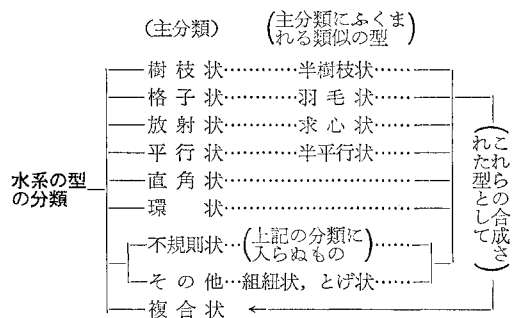 (主分類)
(主分類にふくま
れる類似の型)
樹枝状…………半樹枝状……
格子状…………羽毛状……
放射状…………求心状……
平行状…………半平行状……
直角状……………………………
環状……………………………
水系の型
の分類
不規則状…(上記の分類に
入らぬもの)
その他…組紐状，とげ状……
複合状
(これらの合成さ
れた型として)